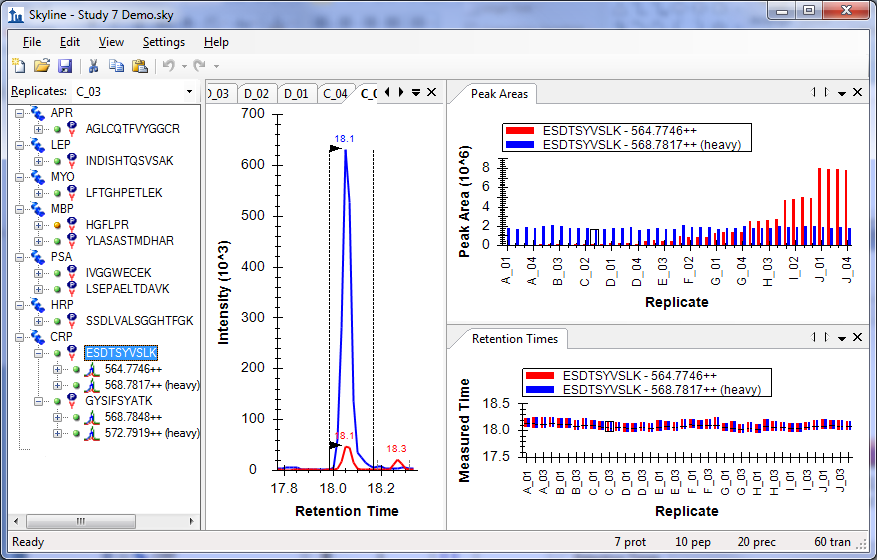 Skyline - Study 7 Demo.sky
File Edit View Settings Help
Replicates: C_03
APR
AGLCQTFVYGGCR
LEP
INDISHTQSVSAK
MYO
LFTGHPETLEK
MBP
HGFLPR
YLASASTMDHAR
PSA
IVGGWECEK
LSEPAELTDAVK
HRP
SSDLVALSGGHTFGK
CRP
ESDTSYVSLK
564.7746++
568.7817++ (heavy)
GYSIFSYATK
568.7848++
572.7919++ (heavy)
D_03 D_02 D_01 C_04
700
600
500
400
300
200
100
0
Intensity (10^3)
18.1
18.1
18.3
17.8 18.0 18.2
Retention Time
Peak Areas
ESDTSYVSLK - 564.7746++
ESDTSYVSLK - 568.7817++ (heavy)
Peak Area (10^6)
8
6
4
2
0
A_01 A_04 B_03 C_02 D_01 D_04 E_03 F_02 G_01 G_04 H_03 I_02 J_01 J_04
Replicate
Retention Times
ESDTSYVSLK - 564.7746++
ESDTSYVSLK - 568.7817++ (heavy)
Measured Time
18.5
18.0
17.5
A_01 A_03 B_01 B_03 C_01 C_03 D_01 D_03 E_01 E_03 F_01 F_03 G_01 G_03 H_01 H_03 I_01 I_03 J_01 J_03
Replicate
Ready 7 prot 10 pep 20 prec 60 tran